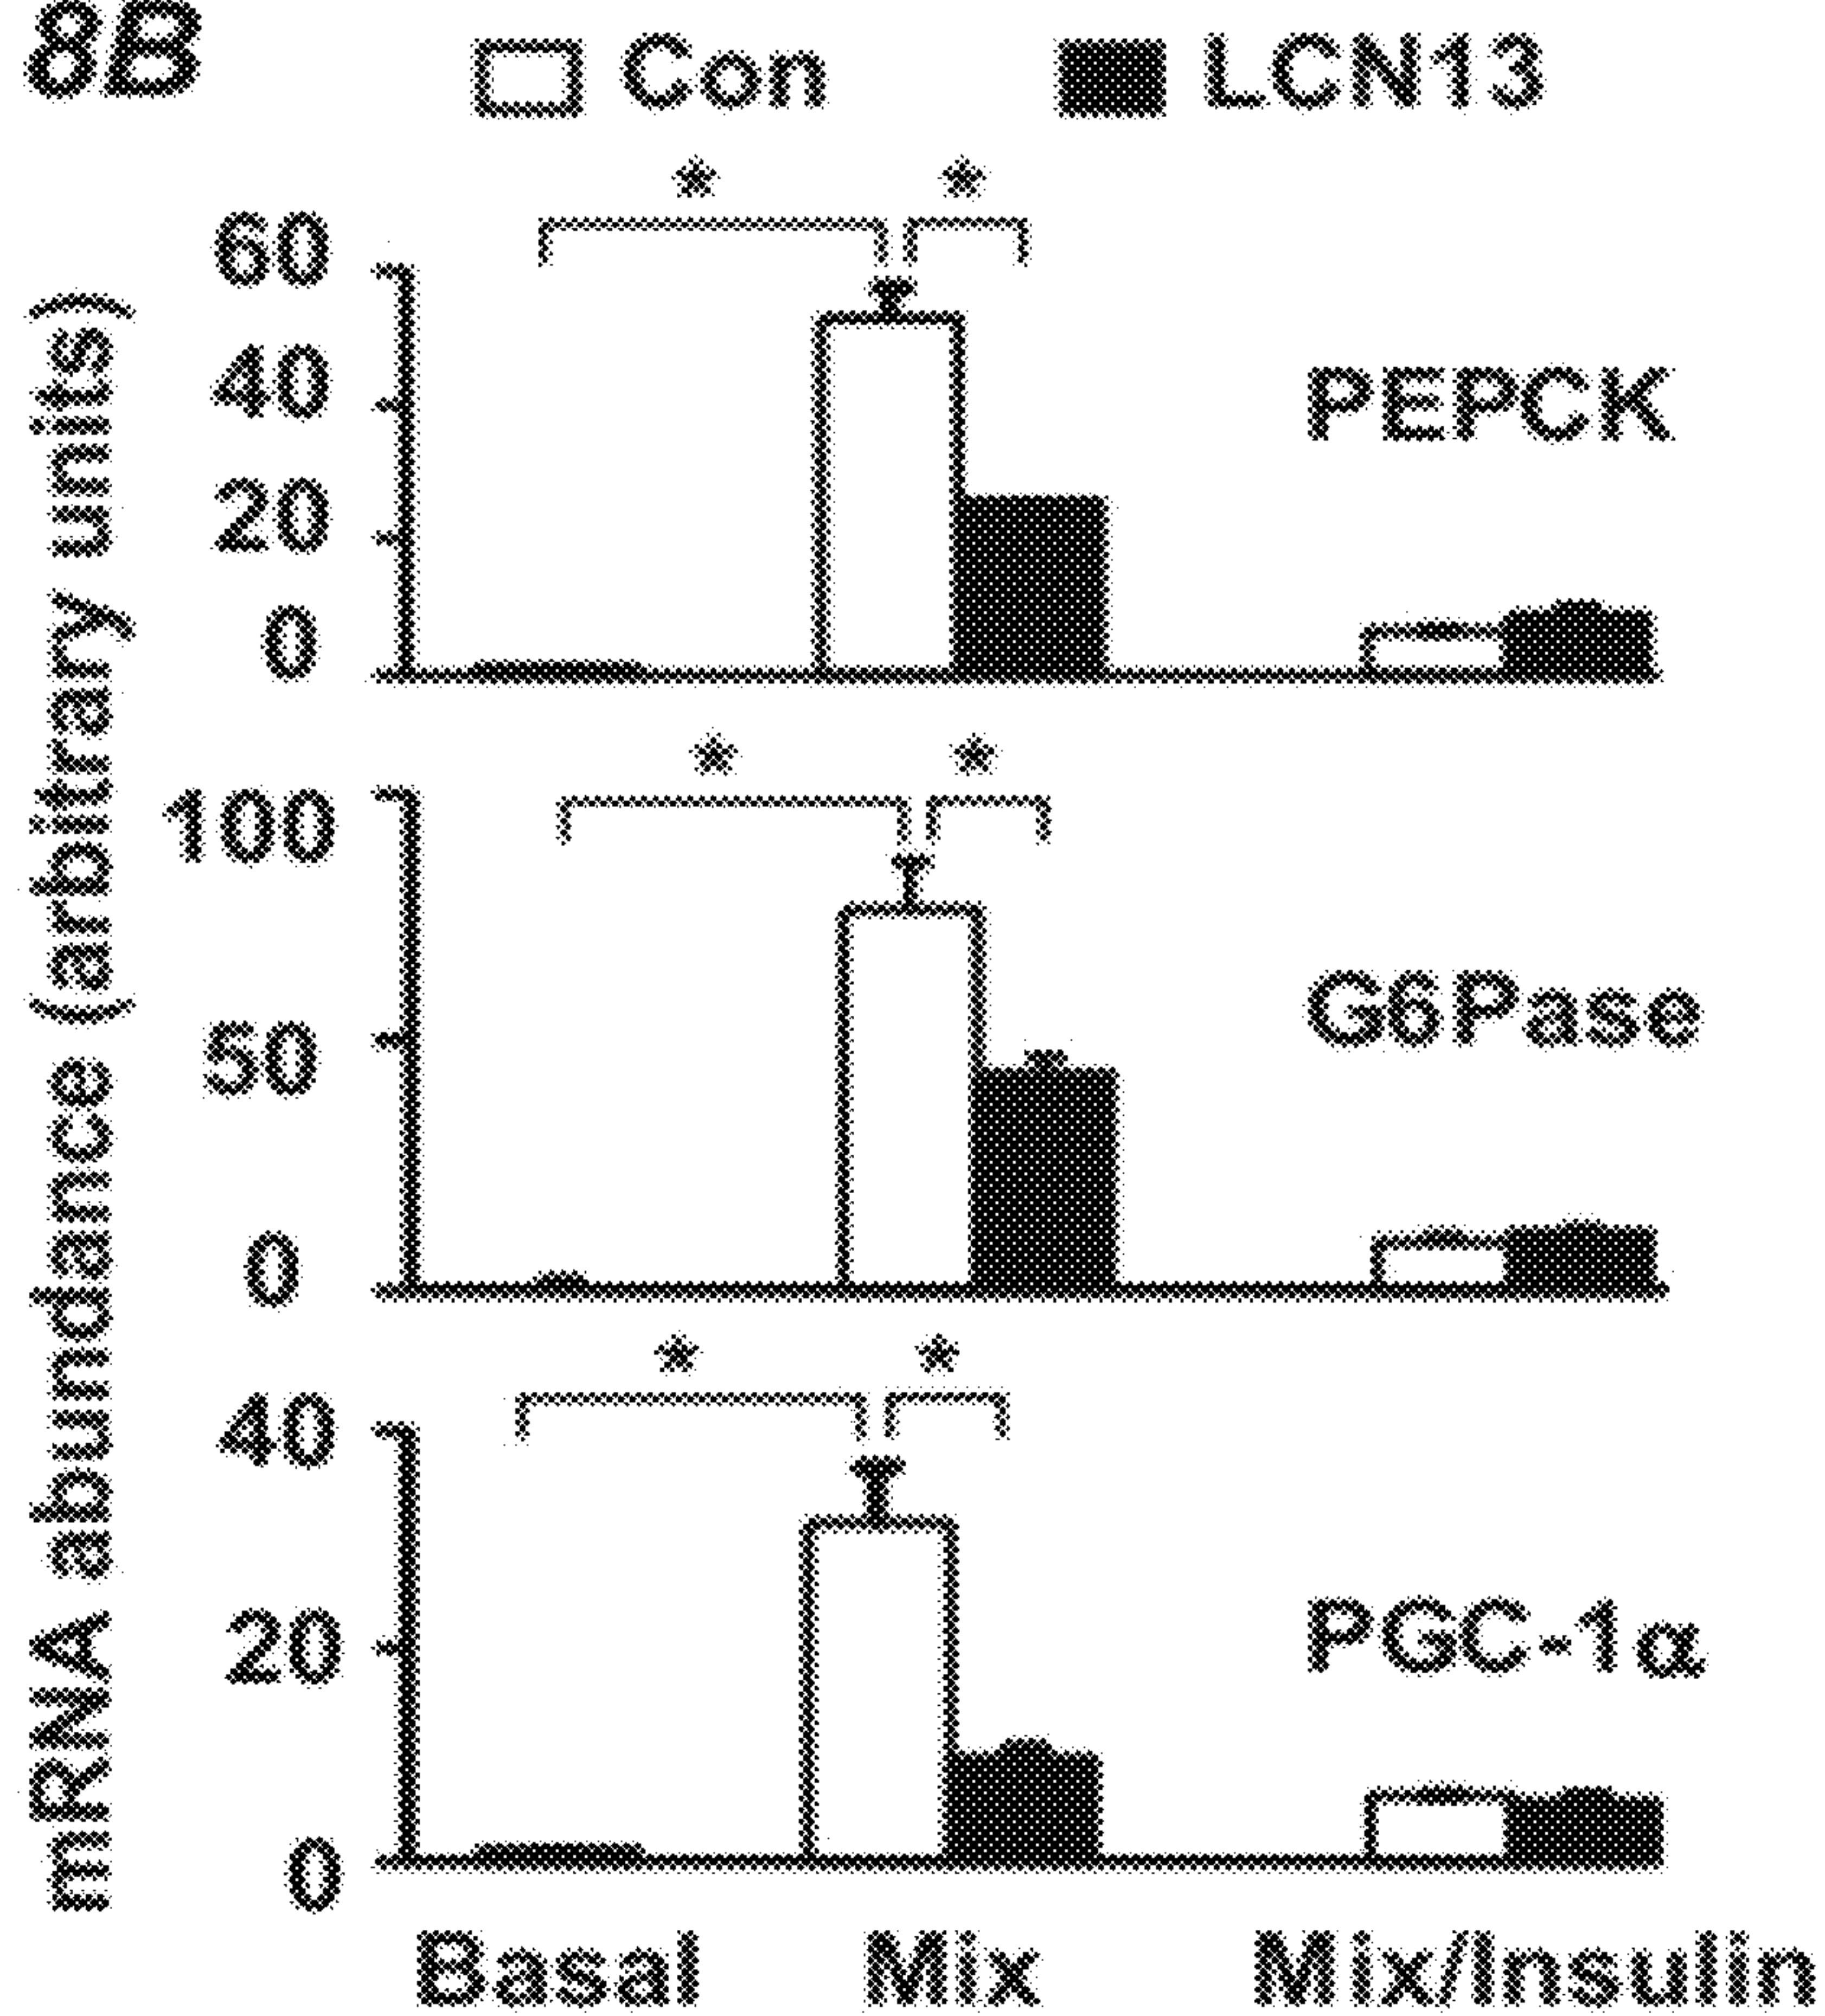 8B
Con LCN13
* *
60
40
20
0
PEPCK
* *
100
50
0
G6Pase
* *
40
20
0
PGC-1α
mRNA abundance (arbitrary units)
Basal Mix Mix/Insulin